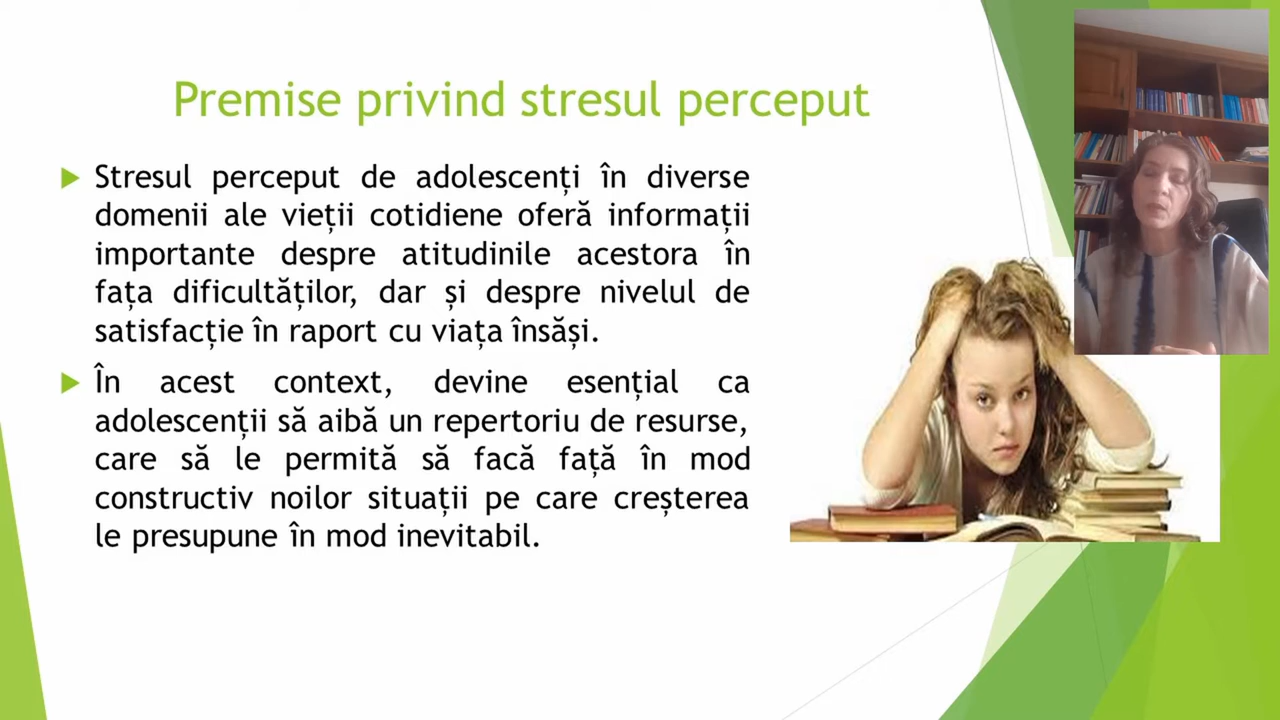 Premise privind stresul perceput
Stresul perceput de adolescenți în diverse
domenii ale vieții cotidiene oferă informații
importante despre atitudinile acestora în
fața dificultăților, dar și despre nivelul de
satisfacție în raport cu viața însăși.
În acest context, devine esențial ca
adolescenții să aibă un repertoriu de resurse,
care să le permită să facă față în mod
constructiv noilor situații pe care creșterea
le presupune în mod inevitabil.